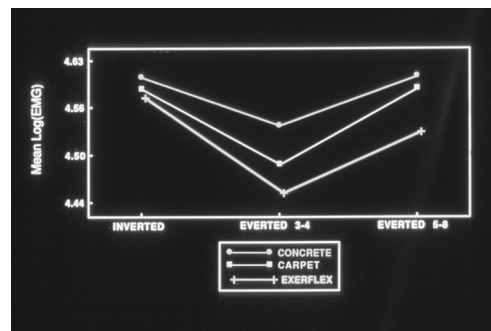 Mean Log(EMG)
4.63
4.56
4.50
4.44
INVERTED EVERTED 3-4 EVERTED 5-8
CONCRETE
CARPET
EXERFLEX